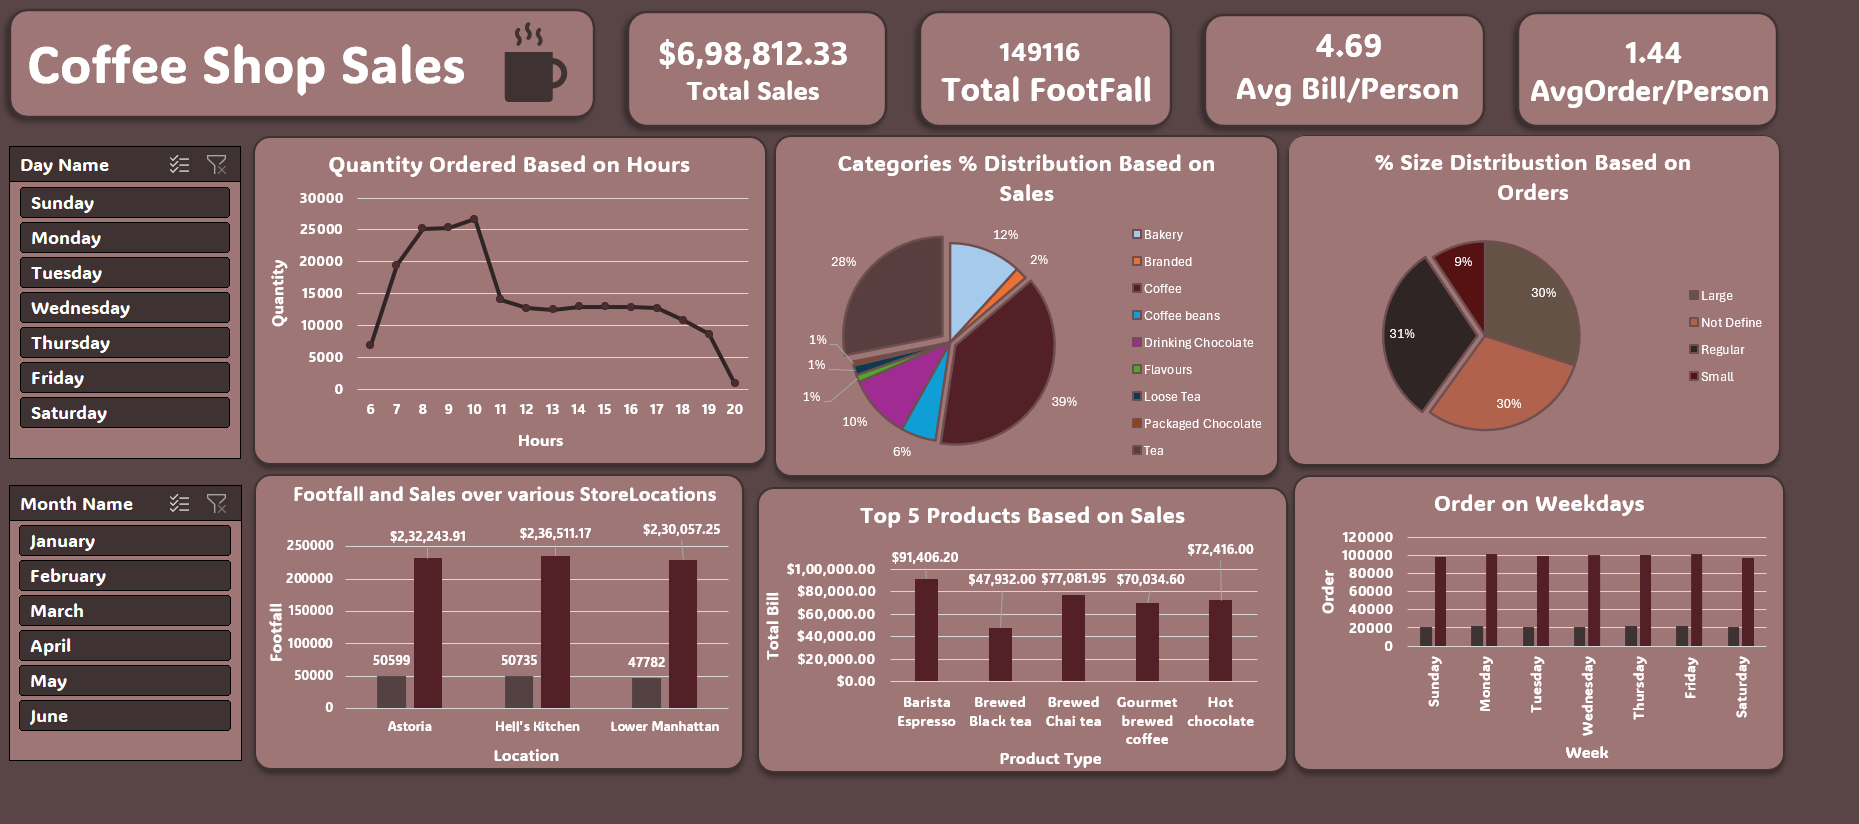 Coffee Shop Sales
$6,98,812.33
Total Sales
149116
Total FootFall
4.69
Avg Bill/Person
1.44
AvgOrder/Person
Day Name
Sunday
Monday
Tuesday
Wednesday
Thursday
Friday
Saturday
Quantity Ordered Based on Hours
30000
25000
20000
15000
10000
5000
0
Quantity
6 7 8 9 10 11 12 13 14 15 16 17 18 19 20
Hours
Categories % Distribution Based on
Sales
12%
2%
39%
6%
10%
1%
1%
1%
28%
Bakery
Branded
Coffee
Coffee beans
Drinking Chocolate
Flavours
Loose Tea
Packaged Chocolate
Tea
% Size Distribustion Based on
Orders
30%
30%
31%
9%
Large
Not Define
Regular
Small
Month Name
January
February
March
April
May
June
Footfall and Sales over various StoreLocations
$2,32,243.91 $2,36,511.17 $2,30,057.25
250000
200000
150000
100000
50000
0
Footfall
50599 50735 47782
Astoria Hell's Kitchen Lower Manhattan
Location
Top 5 Products Based on Sales
$91,406.20 $47,932.00 $77,081.95 $70,034.60 $72,416.00
$1,00,000.00
$80,000.00
$60,000.00
$40,000.00
$20,000.00
$0.00
Total Bill
Barista Brewed Brewed Gourmet Hot
Espresso Black tea Chai tea brewed chocolate
coffee
Product Type
Order on Weekdays
120000
100000
80000
60000
40000
20000
0
Order
Sunday
Monday
Tuesday
Wednesday
Thursday
Friday
Saturday
Week